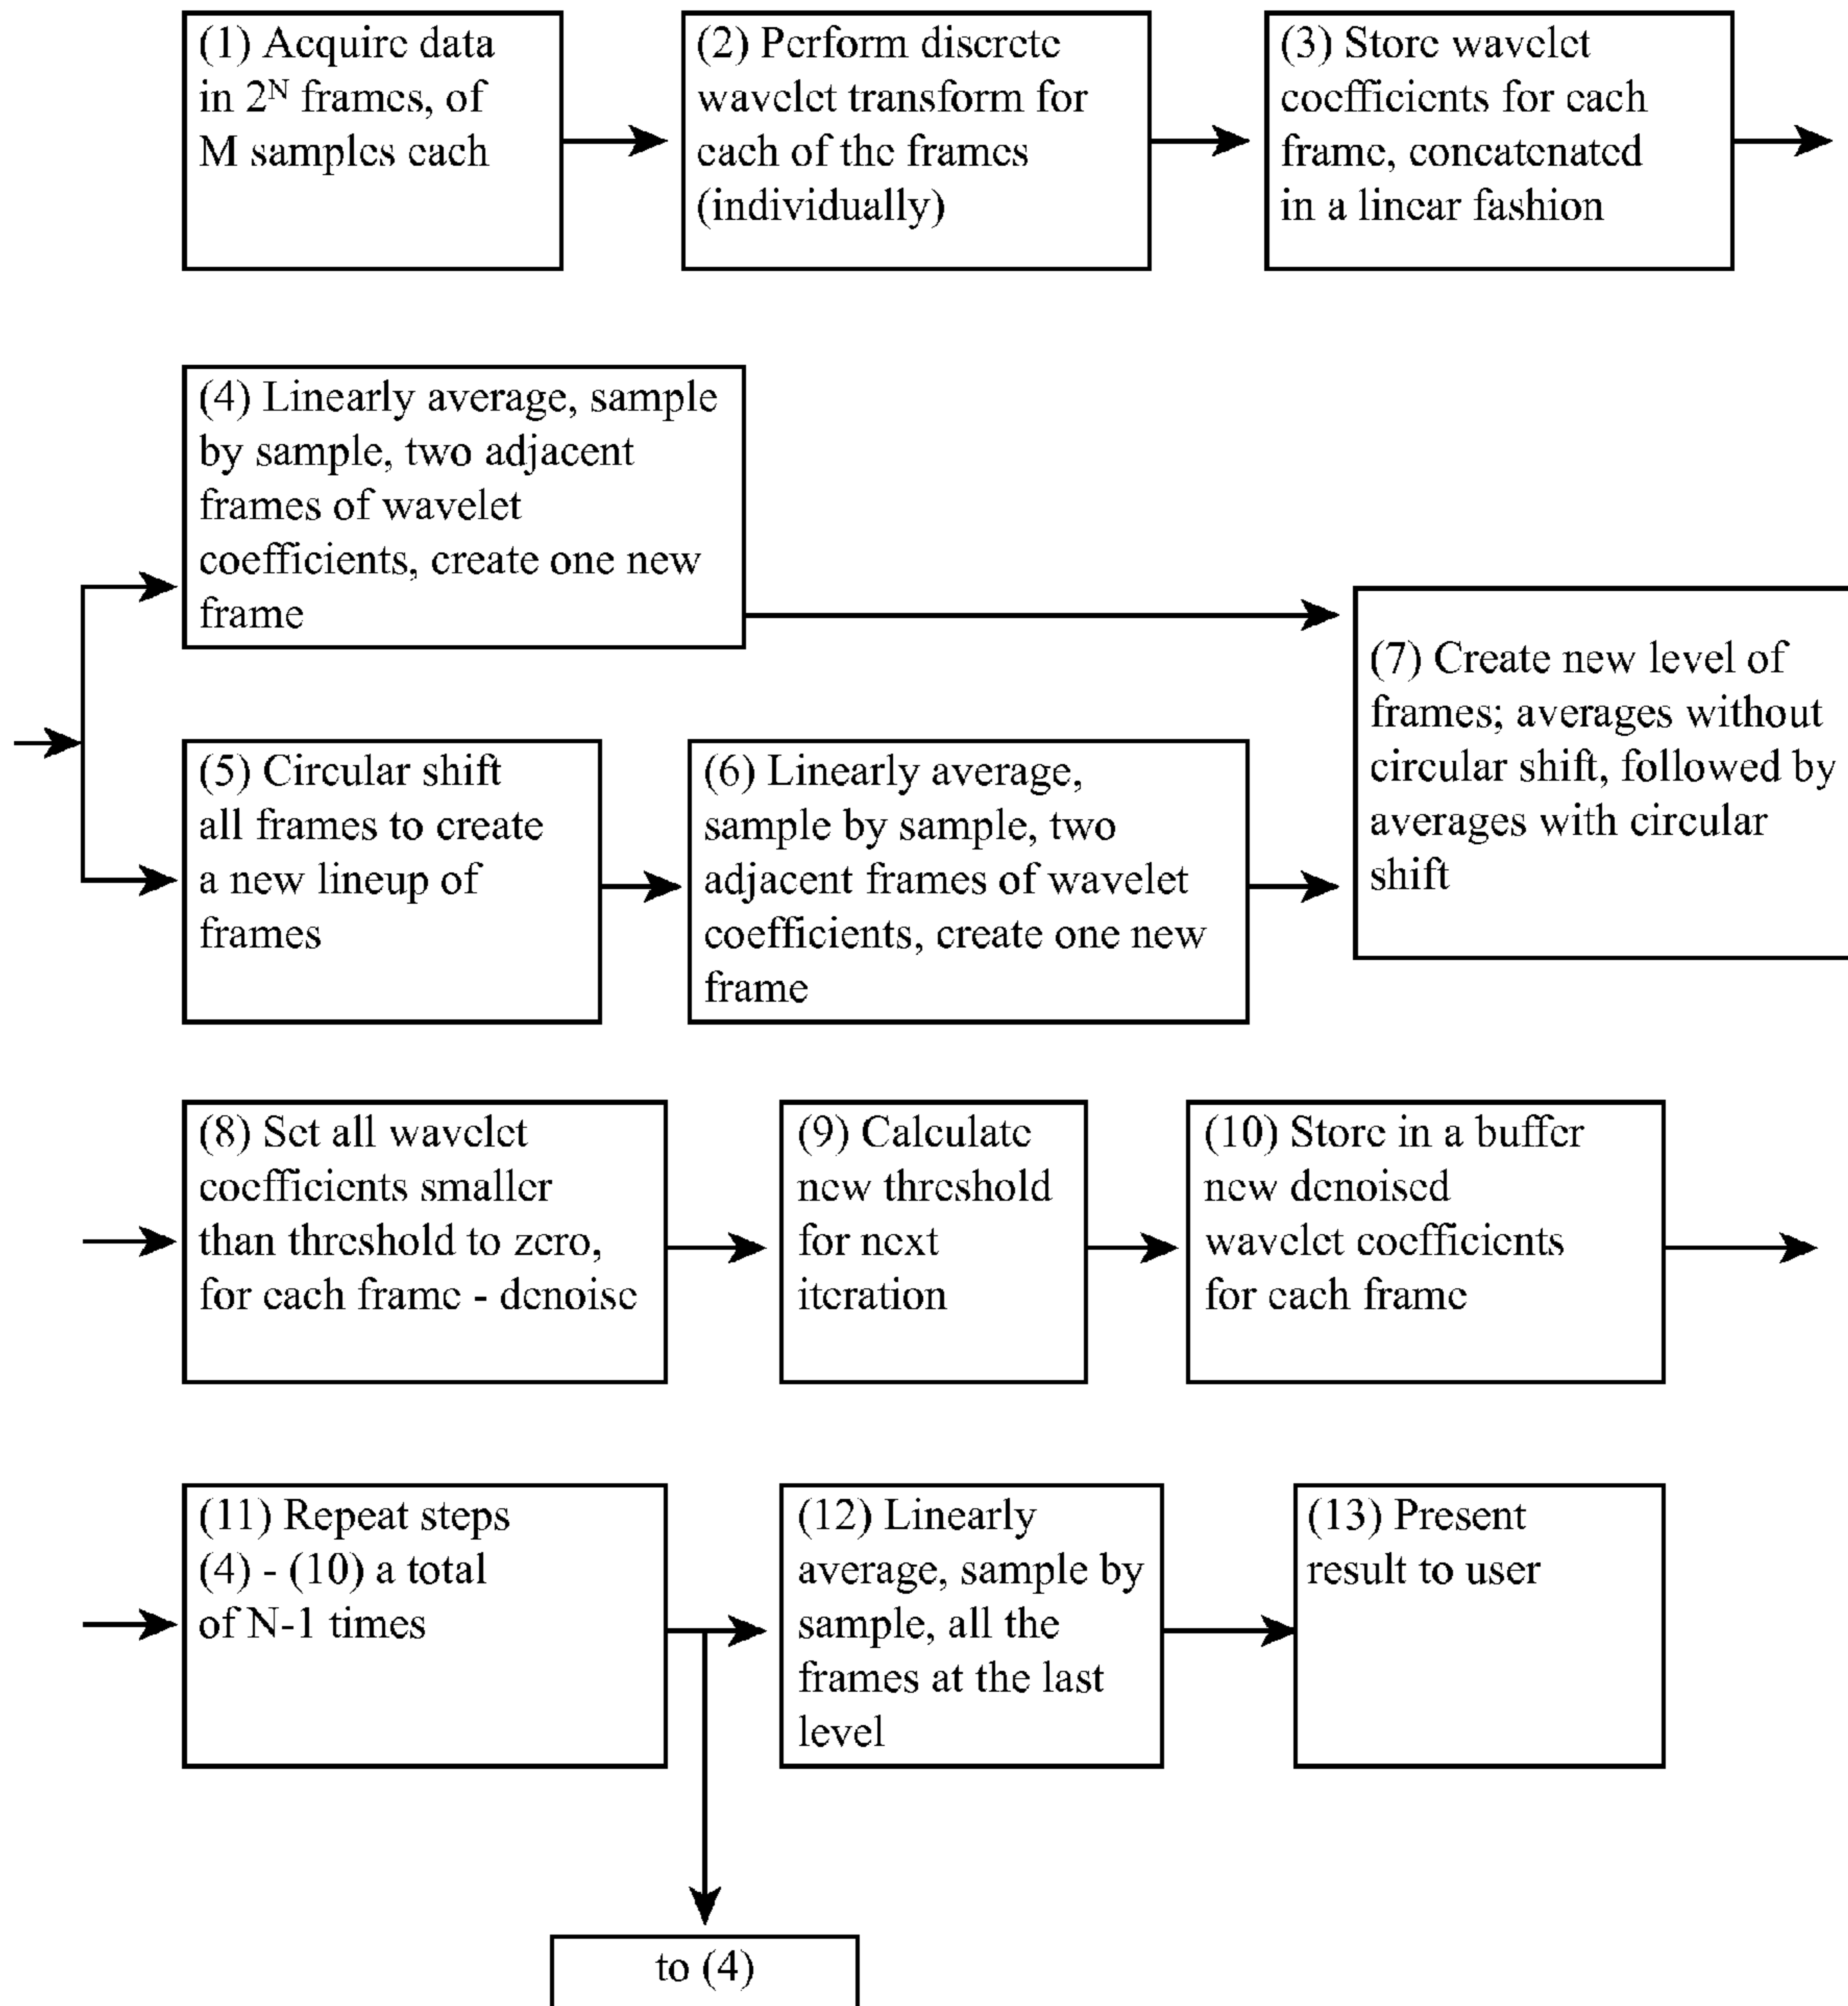 (1) Acquire data
in 2ᴺ frames, of
M samples each
(2) Perform discrete
wavelet transform for
each of the frames
(individually)
(3) Store wavelet
coefficients for each
frame, concatenated
in a linear fashion
(4) Linearly average, sample
by sample, two adjacent
frames of wavelet
coefficients, create one new
frame
(5) Circular shift
all frames to create
a new lineup of
frames
(6) Linearly average,
sample by sample, two
adjacent frames of wavelet
coefficients, create one new
frame
(7) Create new level of
frames; averages without
circular shift, followed by
averages with circular
shift
(8) Set all wavelet
coefficients smaller
than threshold to zero,
for each frame - denoise
(9) Calculate
new threshold
for next
iteration
(10) Store in a buffer
new denoised
wavelet coefficients
for each frame
(11) Repeat steps
(4) - (10) a total
of N-1 times
(12) Linearly
average, sample by
sample, all the
frames at the last
level
(13) Present
result to user
to (4)